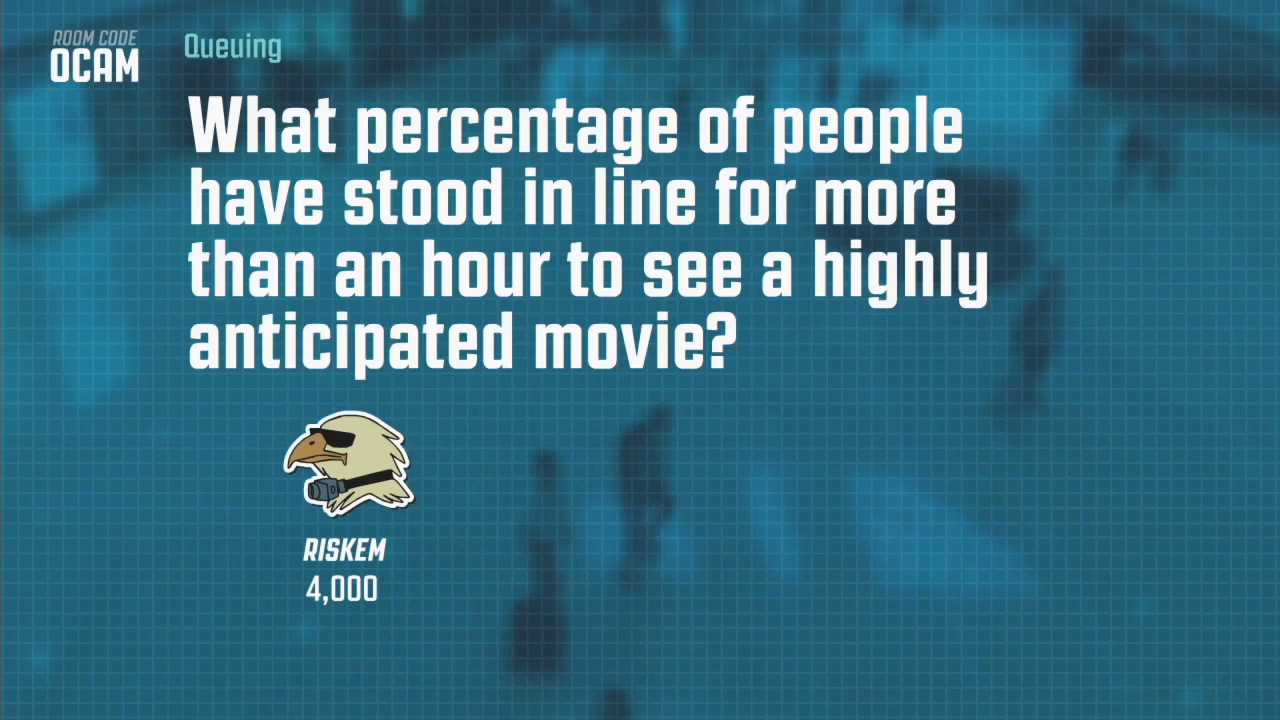 ROOM CODE
OCAM
Queuing
What percentage of people
have stood in line for more
than an hour to see a highly
anticipated movie?
RISKEM
4,000